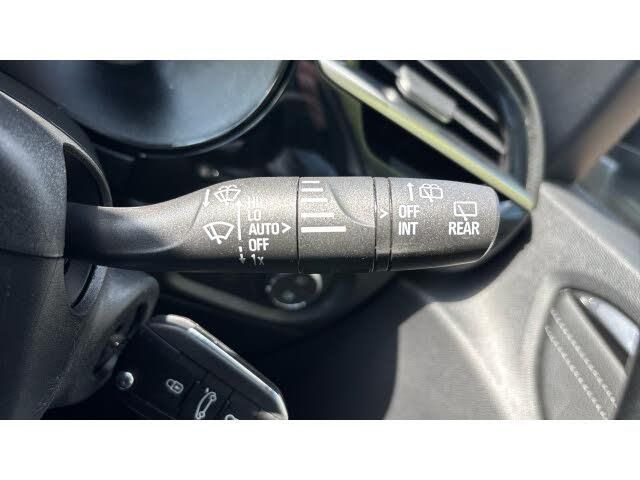 HI
LO
AUTO >
OFF
1x
> OFF
INT
REAR